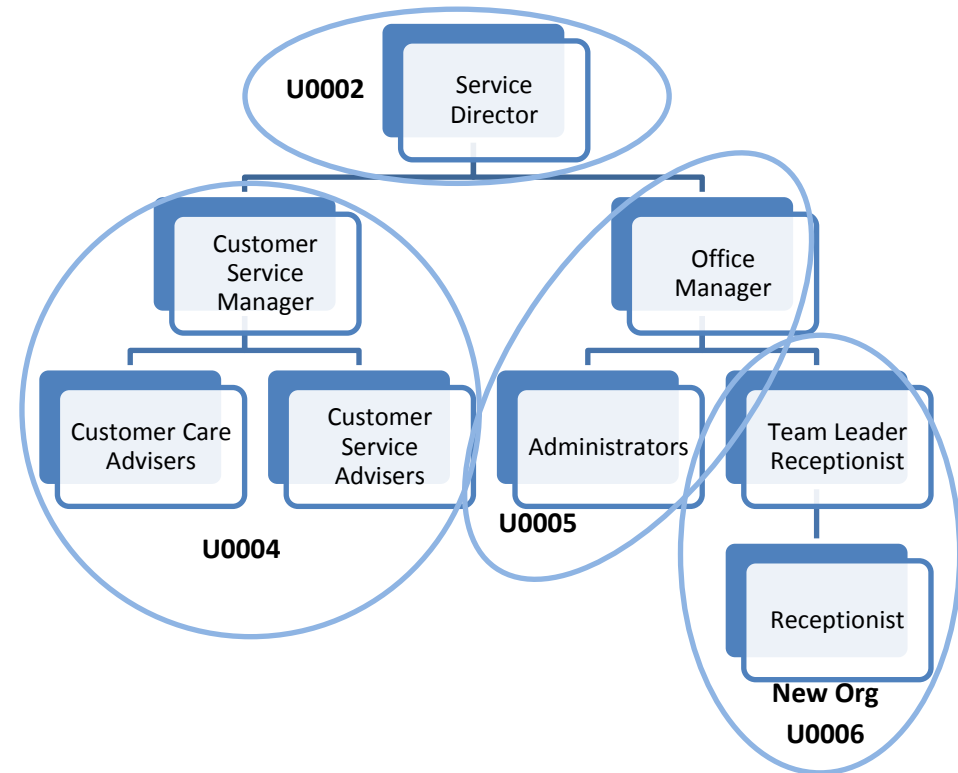 U0002
Service
Director
Customer
Service
Manager
Office
Manager
Customer Care
Advisers
Customer
Service
Advisers
Administrators
Team Leader
Receptionist
U0004
U0005
Receptionist
New Org
U0006